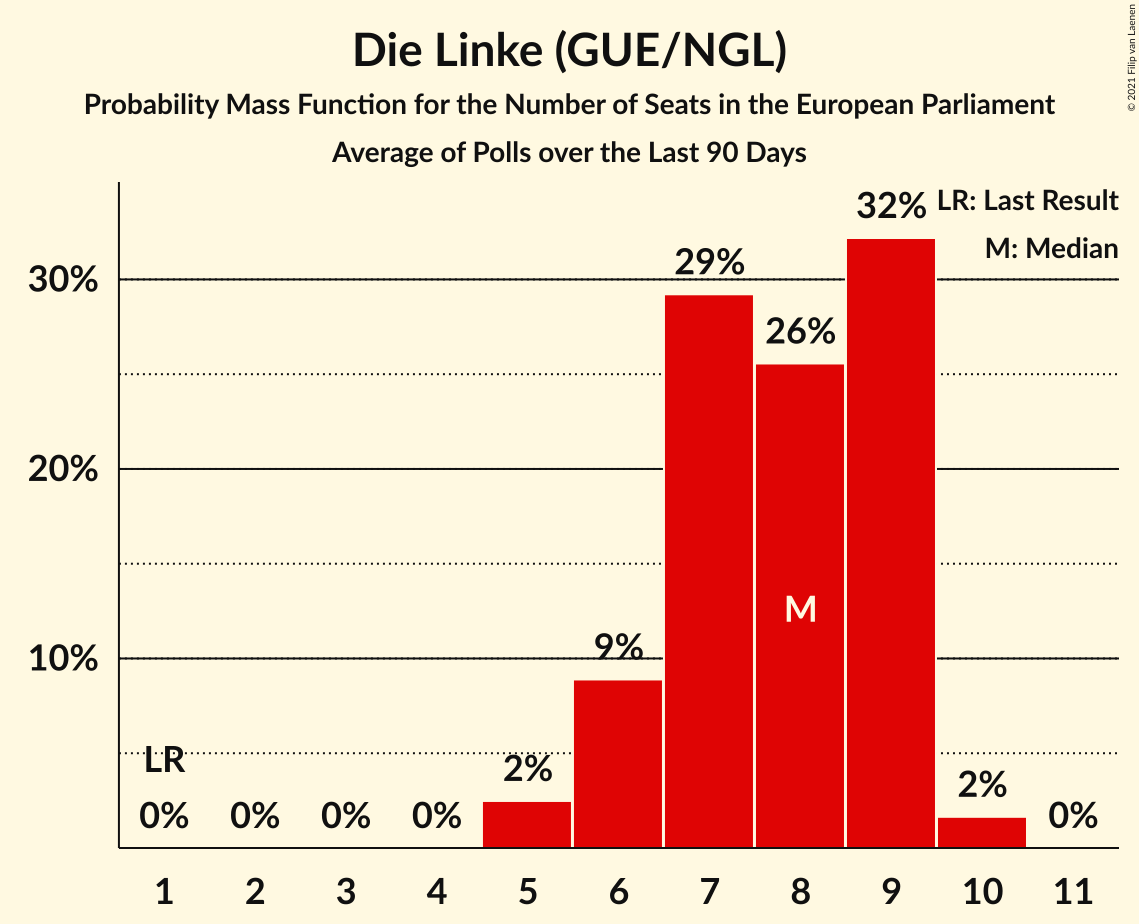 Die Linke (GUE/NGL)
Probability Mass Function for the Number of Seats in the European Parliament
Average of Polls over the Last 90 Days
© 2021 Filip van Laenen
LR: Last Result
M: Median
30%
20%
10%
LR
0%
0%
0%
0%
2%
9%
29%
26%
M
32%
2%
0%
1 2 3 4 5 6 7 8 9 10 11